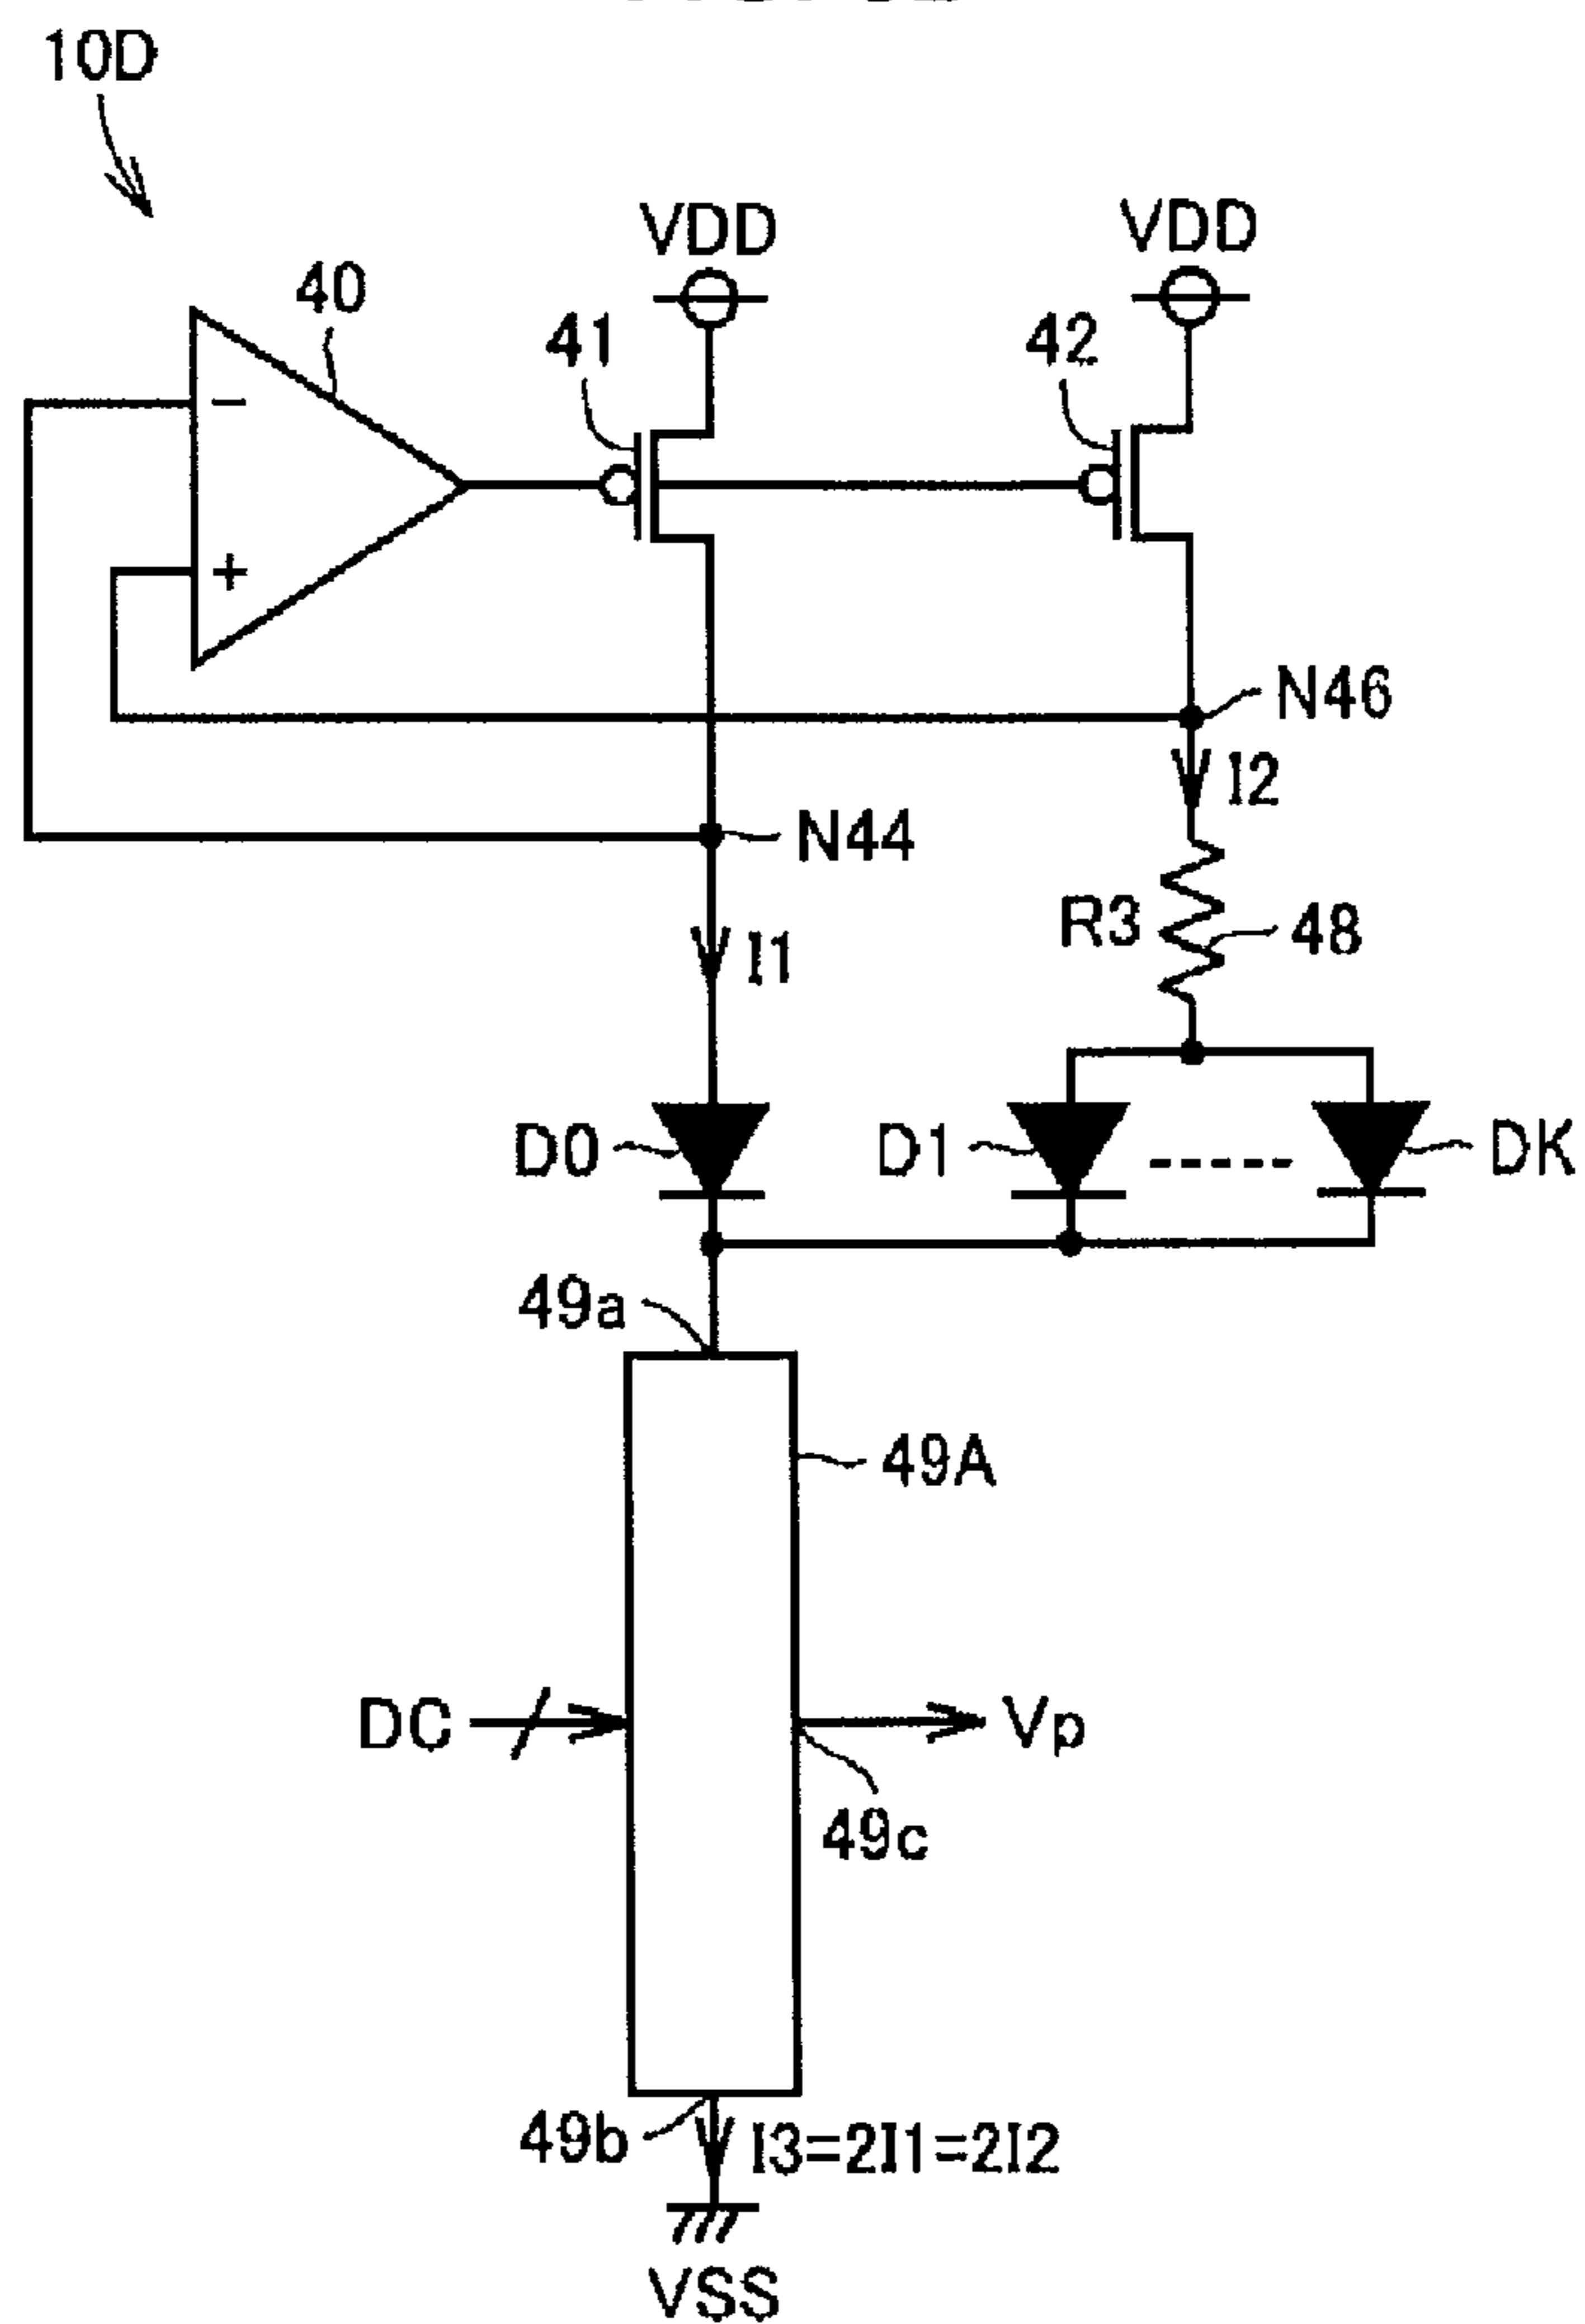 10D
VDD
VDD
40
41
42
−
+
N46
I2
N44
R3
48
I1
D0
D1
DK
49a
49A
DC
Vp
49c
49b
I3=2I1=2I2
VSS